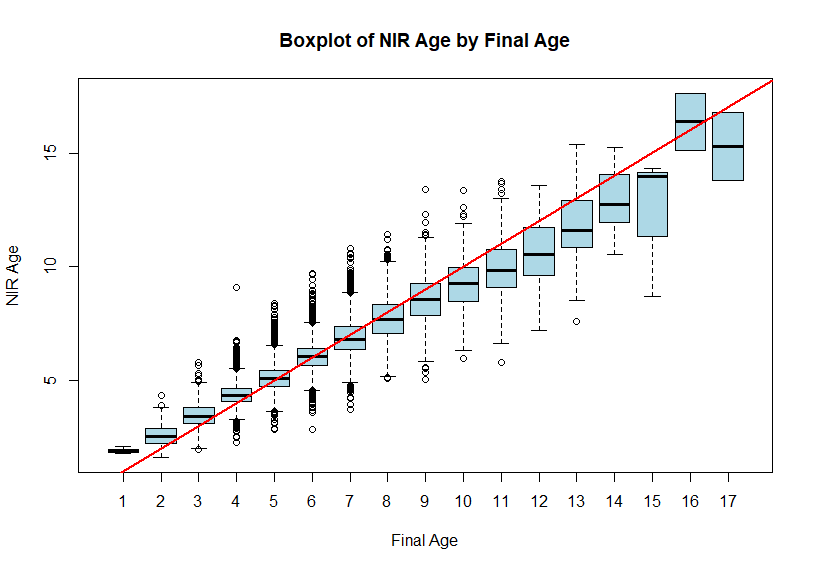 Boxplot of NIR Age by Final Age
NIR Age
15
10
5
1 2 3 4 5 6 7 8 9 10 11 12 13 14 15 16 17
Final Age